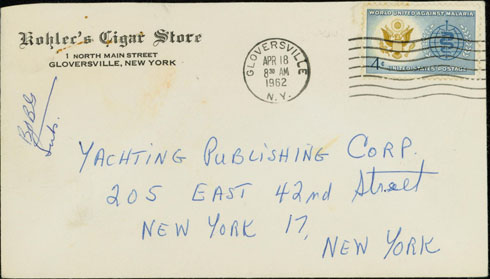 Kohler's Cigar Store
1 NORTH MAIN STREET
GLOVERSVILLE, NEW YORK
GLOVERSVILLE
APR 18
8 30 AM
1962
N.Y.
WORLD UNITED AGAINST MALARIA
4¢
UNITED STATES POSTAGE
YACHTING PUBLISHING CORP.
205 EAST 42nd Street
NEW YORK 17,
NEW YORK